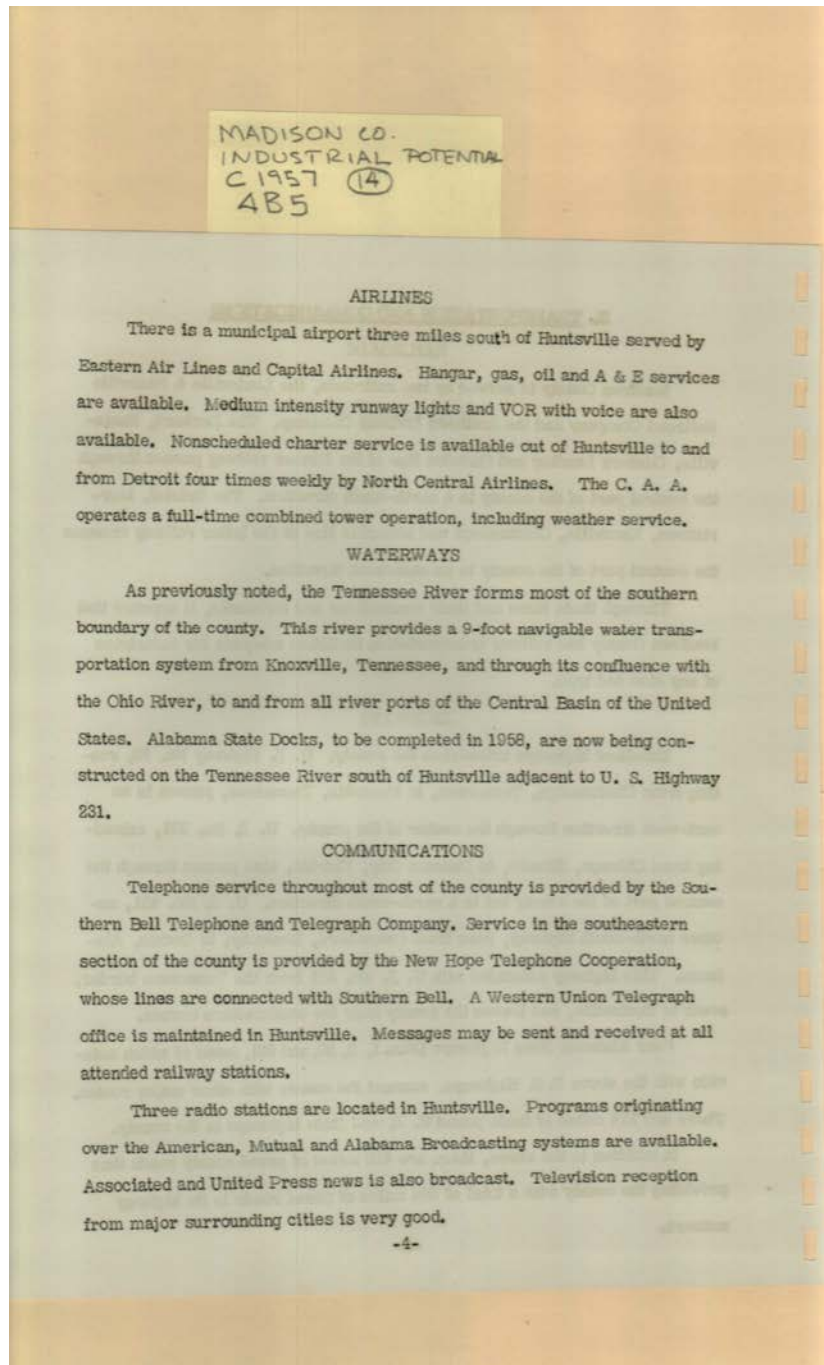 MADISON CO.
INDUSTRIAL POTENTIAL
C 1957 14
4B5
AIRLINES
There is a municipal airport three miles south of Huntsville served by
Eastern Air Lines and Capital Airlines. Hangar, gas, oil and A & E services
are available. Medium intensity runway lights and VOR with voice are also
available. Nonscheduled charter service is available out of Huntsville to and
from Detroit four times weekly by North Central Airlines. The C. A. A.
operates a full-time combined tower operation, including weather service.
WATERWAYS
As previously noted, the Tennessee River forms most of the southern
boundary of the county. This river provides a 9-foot navigable water trans-
portation system from Knoxville, Tennessee, and through its confluence with
the Ohio River, to and from all river ports of the Central Basin of the United
States. Alabama State Docks, to be completed in 1958, are now being con-
structed on the Tennessee River south of Huntsville adjacent to U. S. Highway
231.
COMMUNICATIONS
Telephone service throughout most of the county is provided by the Sou-
thern Bell Telephone and Telegraph Company. Service in the southeastern
section of the county is provided by the New Hope Telephone Cooperation,
whose lines are connected with Southern Bell. A Western Union Telegraph
office is maintained in Huntsville. Messages may be sent and received at all
attended railway stations.
Three radio stations are located in Huntsville. Programs originating
over the American, Mutual and Alabama Broadcasting systems are available.
Associated and United Press news is also broadcast. Television reception
from major surrounding cities is very good.
-4-